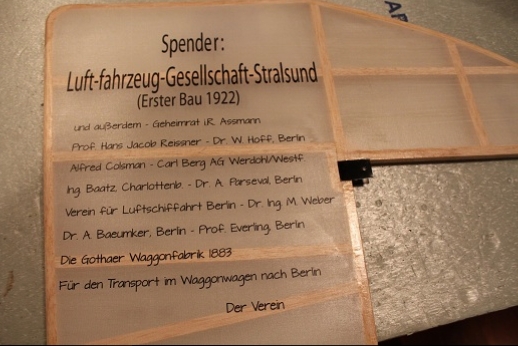 Spender:
Luft-fahrzeug-Gesellschaft-Stralsund
(Erster Bau 1922)
und außerdem - Geheimrat i.R. Assmann
Prof. Hans Jacob Reissner - Dr. W. Hoff, Berlin
Alfred Colsman - Carl Berg AG Werdohl/Westf.
Ing. Baatz, Charlottenb. - Dr. A. Parseval, Berlin
Verein für Luftschiffahrt Berlin - Dr. Ing. M. Weber
Dr. A. Baeumker, Berlin - Prof. Everling, Berlin
Die Gothaer Waggonfabrik 1883
Für den Transport im Waggonwagen nach Berlin
Der Verein